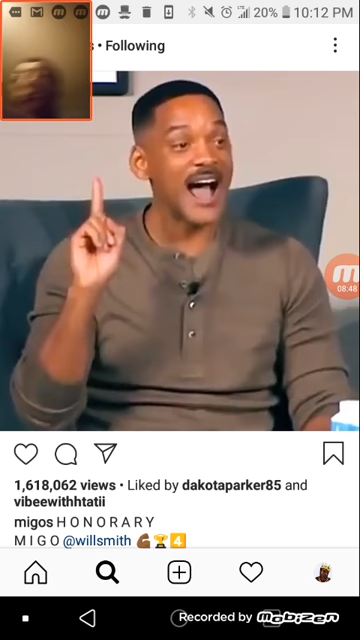 20% 10:12 PM
s • Following
08:48
1,618,062 views • Liked by dakotaparker85 and
vibeewithhtatii
migos H O N O R A R Y
M I G O @willsmith 💪🏾🏆4️⃣
Recorded by mobizen